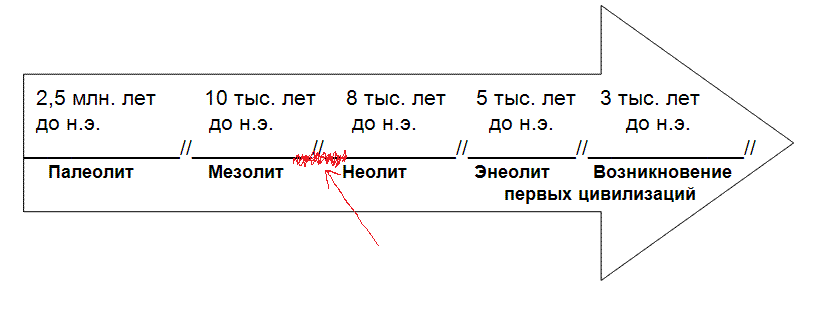 2,5 млн. лет 10 тыс. лет 8 тыс. лет 5 тыс. лет 3 тыс. лет
до н.э. до н.э. до н.э. до н.э. до н.э.
// // // // //
Палеолит Мезолит Неолит Энеолит Возникновение
первых цивилизаций